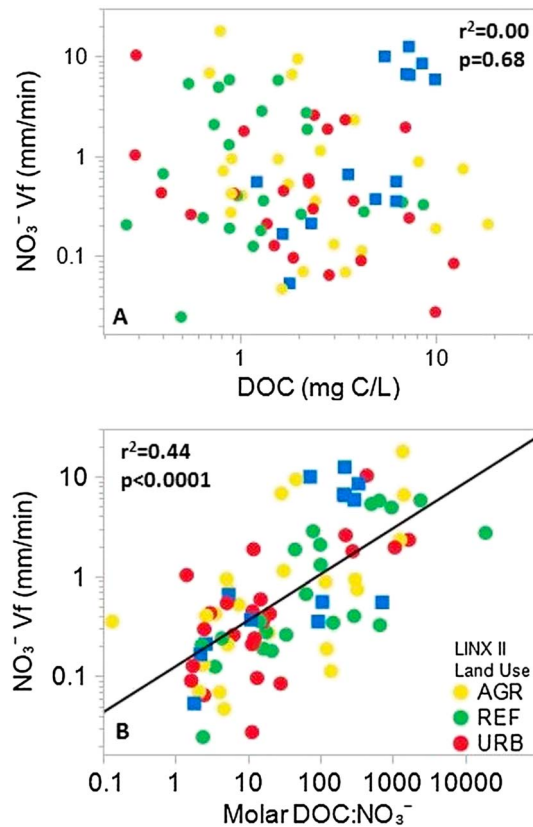 10
1
0.1
NO₃⁻ Vf (mm/min)
r²=0.00
p=0.68
A
1
10
DOC (mg C/L)
10
1
0.1
NO₃⁻ Vf (mm/min)
r²=0.44
p<0.0001
B
LINX II
Land Use
AGR
REF
URB
0.1
1
10
100
1000
10000
Molar DOC:NO₃⁻